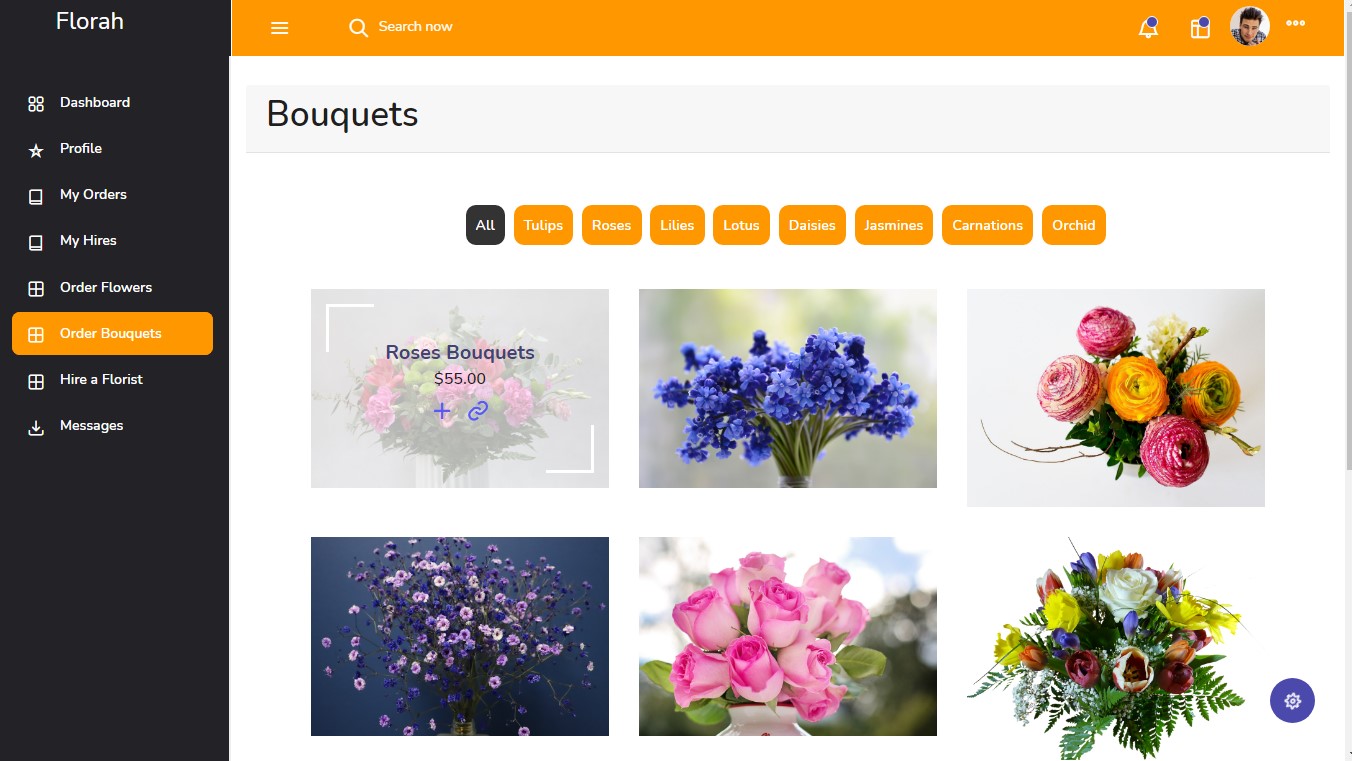 Florah
Search now
Dashboard
Profile
My Orders
My Hires
Order Flowers
Order Bouquets
Hire a Florist
Messages
Bouquets
All Tulips Roses Lilies Lotus Daisies Jasmines Carnations Orchid
Roses Bouquets
$55.00